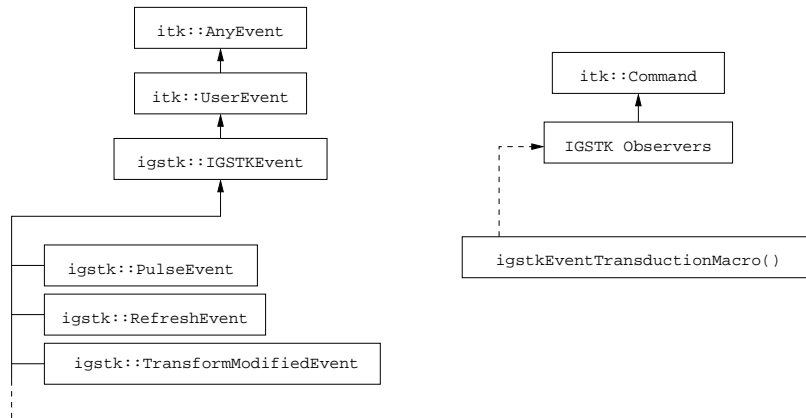 itk::AnyEvent
itk::UserEvent
igstk::IGSTKEvent
igstk::PulseEvent
igstk::RefreshEvent
igstk::TransformModifiedEvent
itk::Command
IGSTK Observers
igstkEventTransductionMacro()